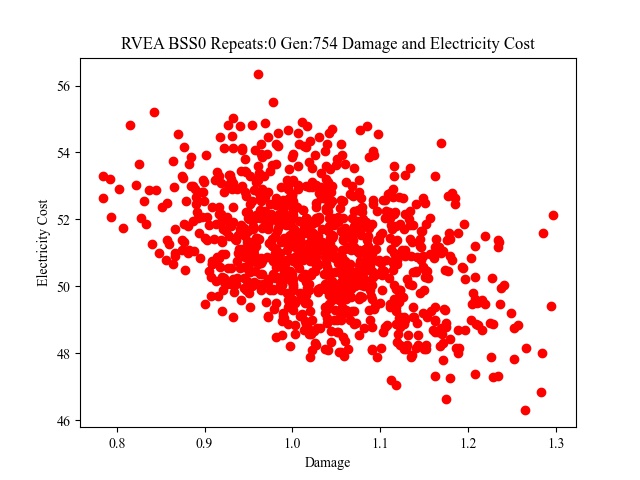 RVEA BSS0 Repeats:0 Gen:754 Damage and Electricity Cost
56
54
52
50
48
46
Electricity Cost
0.8 0.9 1.0 1.1 1.2 1.3
Damage